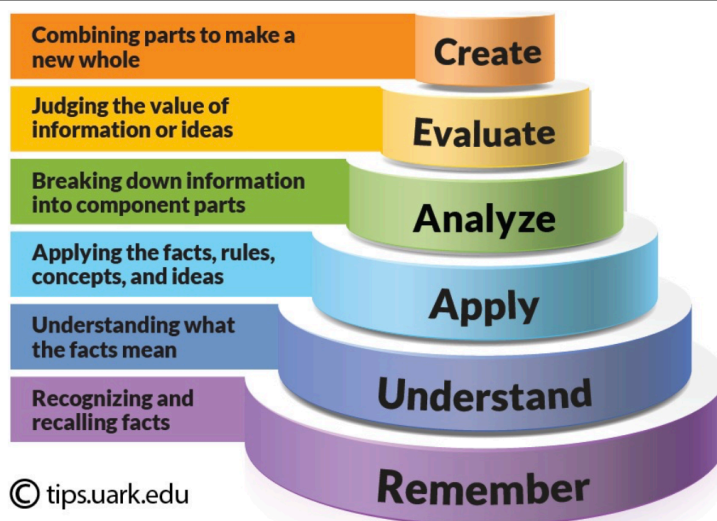 Combining parts to make a
new whole
Create
Judging the value of
information or ideas
Evaluate
Breaking down information
into component parts
Analyze
Applying the facts, rules,
concepts, and ideas
Apply
Understanding what
the facts mean
Understand
Recognizing and
recalling facts
Remember
© tips.uark.edu